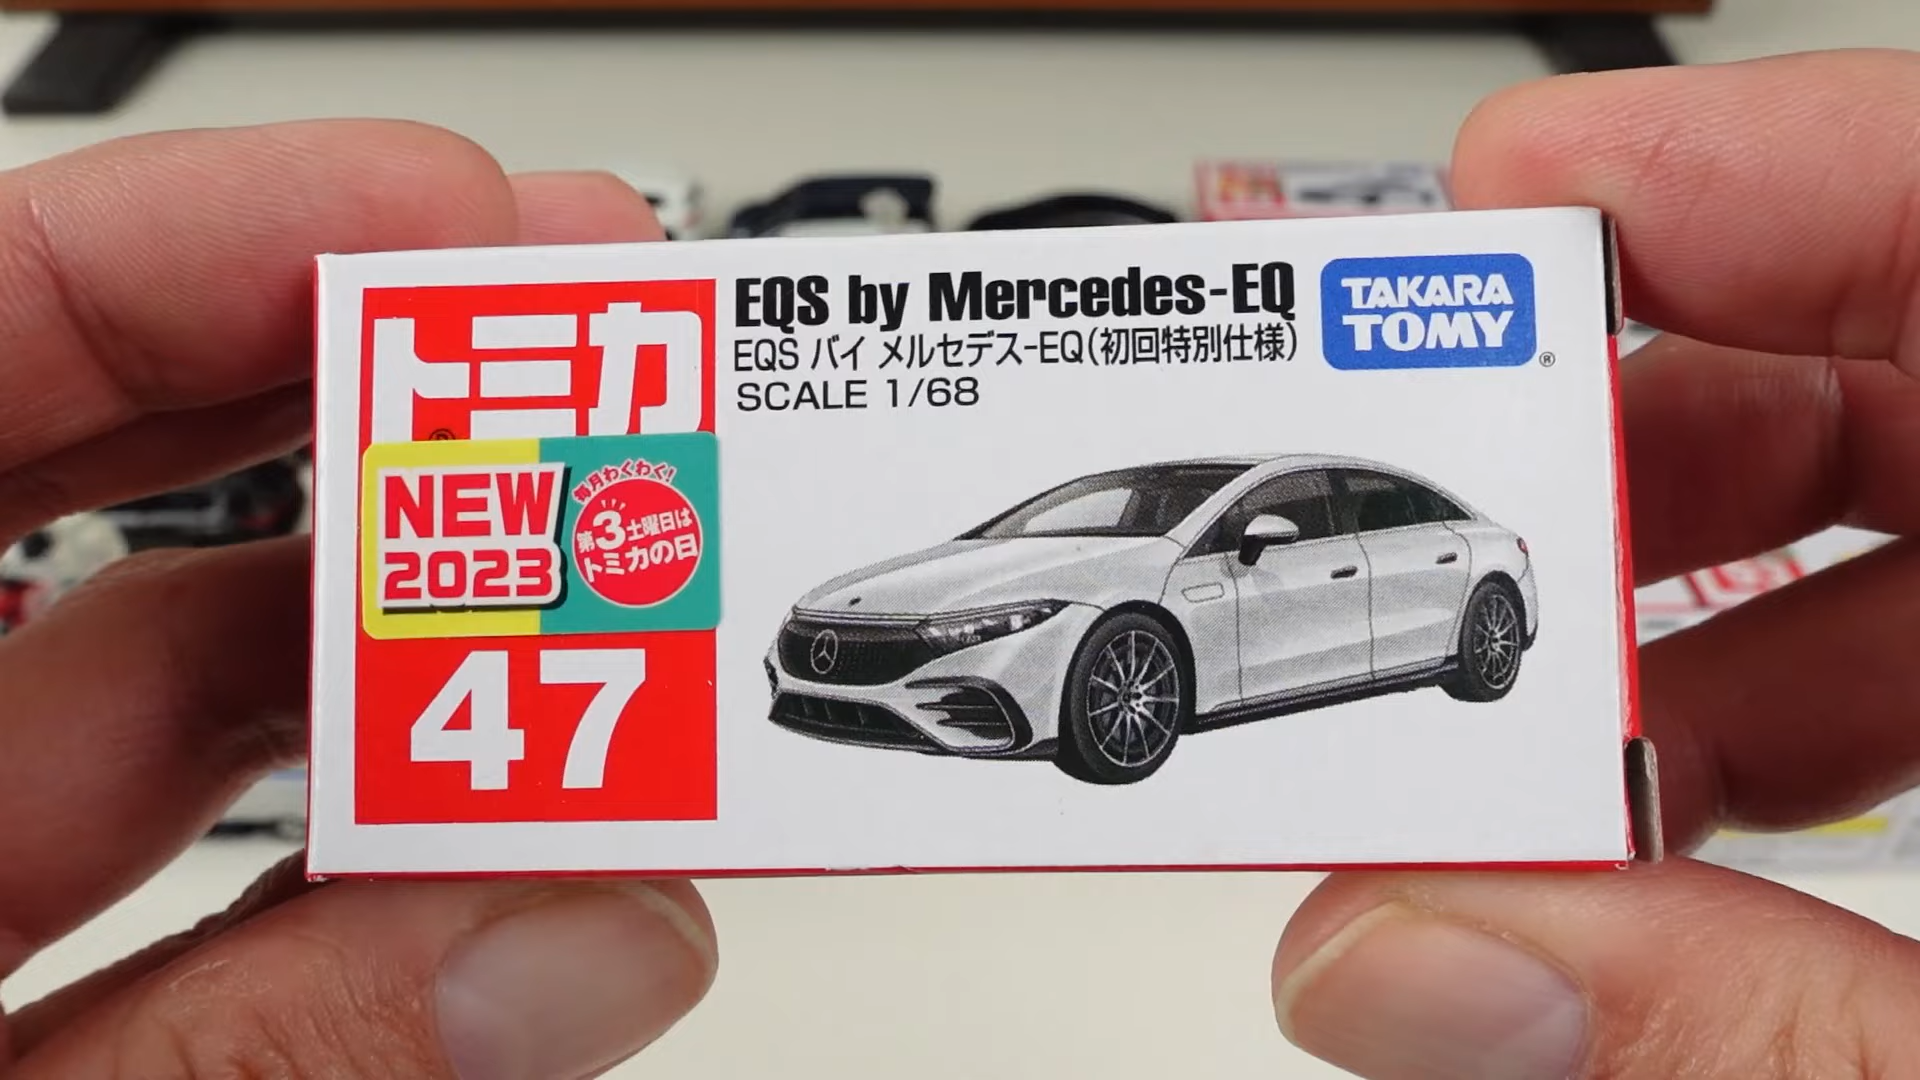 トミカ
NEW
2023
毎月わくわく!
第3土曜日は
トミカの日
47
EQS by Mercedes-EQ
EQS バイ メルセデス-EQ(初回特別仕様)
SCALE 1/68
TAKARA
TOMY
®